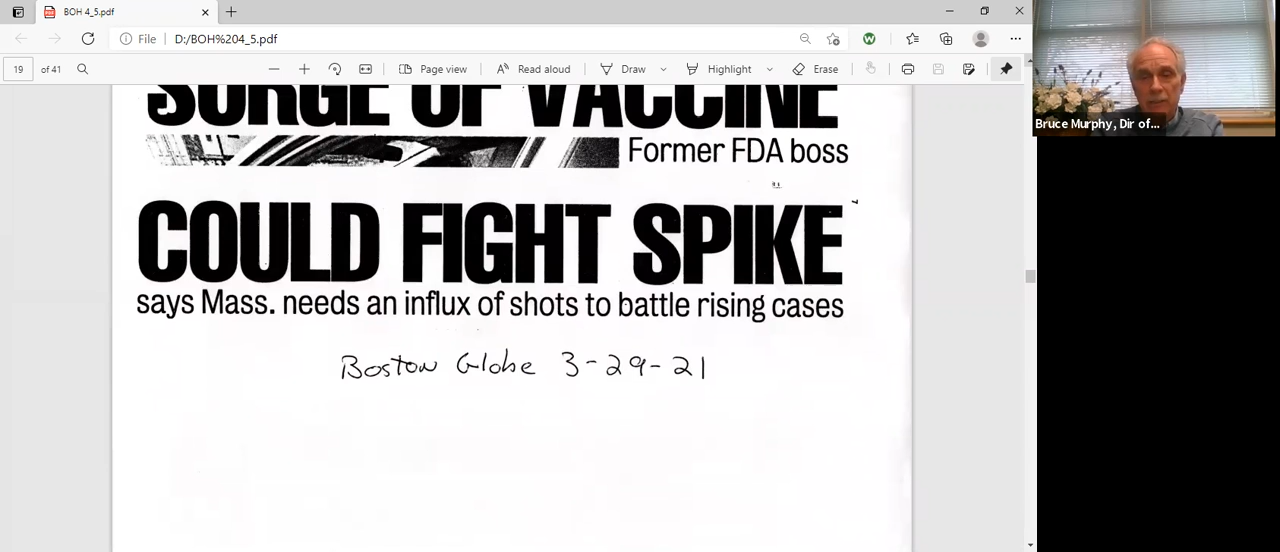 BOH 4_5.pdf
File D:/BOH%204_5.pdf
19 of 41 Page view Read aloud Draw Highlight Erase
SURGE OF VACCINE
Former FDA boss
COULD FIGHT SPIKE
says Mass. needs an influx of shots to battle rising cases
Boston Globe 3-29-21
Bruce Murphy, Dir of...